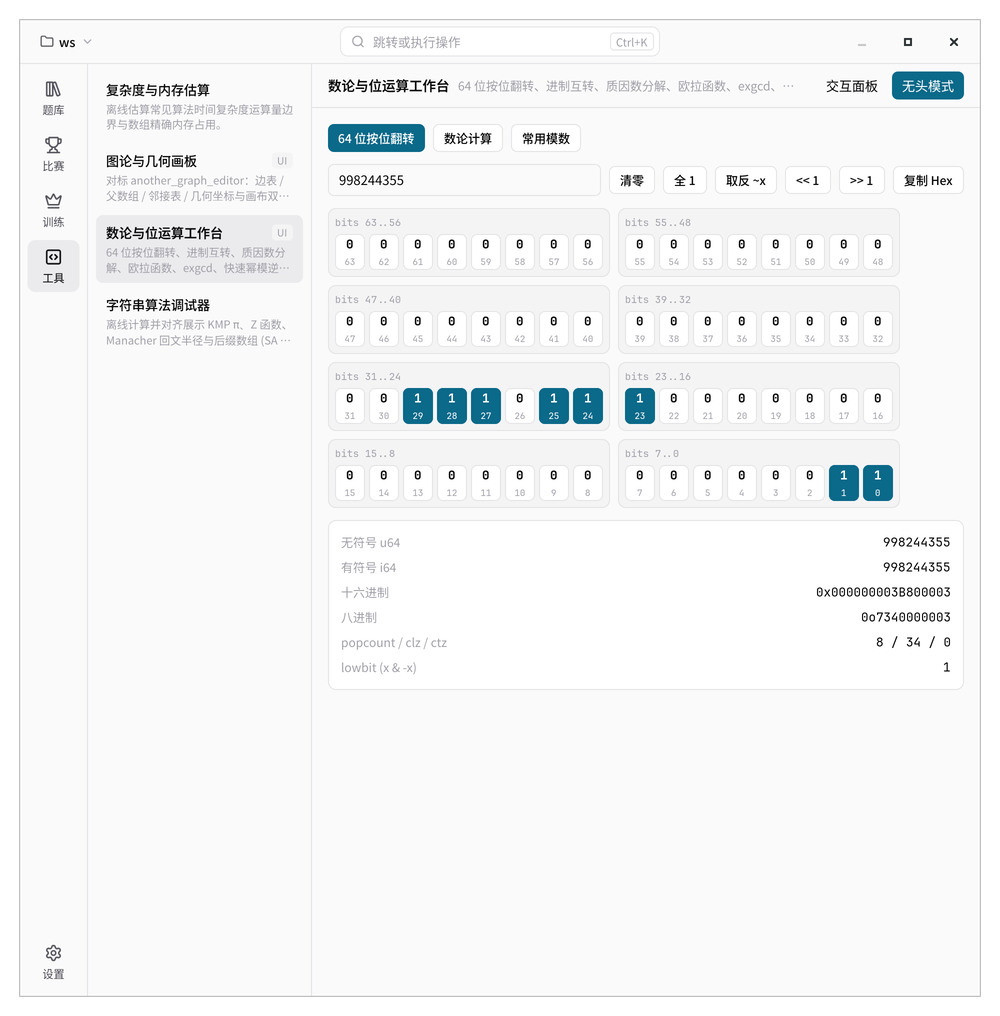 ws
跳转或执行操作
Ctrl+K
题库
比赛
训练
工具
设置
复杂度与内存估算
离线估算常见算法时间复杂度运算量边
界与数组精确内存占用。
图论与几何画板 UI
对标 another_graph_editor：边表 /
父数组 / 邻接表 / 几何坐标与画布双…
数论与位运算工作台 UI
64 位按位翻转、进制互转、质因数分
解、欧拉函数、exgcd、快速幂模逆…
字符串算法调试器
离线计算并对齐展示 KMP π、Z 函数、
Manacher 回文半径与后缀数组 (SA …
数论与位运算工作台 64 位按位翻转、进制互转、质因数分解、欧拉函数、exgcd、… 交互面板 无头模式
64 位按位翻转 数论计算 常用模数
998244355 清零 全 1 取反 ~x << 1 >> 1 复制 Hex
bits 63..56
0 0 0 0 0 0 0 0
63 62 61 60 59 58 57 56
bits 55..48
0 0 0 0 0 0 0 0
55 54 53 52 51 50 49 48
bits 47..40
0 0 0 0 0 0 0 0
47 46 45 44 43 42 41 40
bits 39..32
0 0 0 0 0 0 0 0
39 38 37 36 35 34 33 32
bits 31..24
0 0 1 1 1 0 1 1
31 30 29 28 27 26 25 24
bits 23..16
1 0 0 0 0 0 0 0
23 22 21 20 19 18 17 16
bits 15..8
0 0 0 0 0 0 0 0
15 14 13 12 11 10 9 8
bits 7..0
0 0 0 0 0 0 1 1
7 6 5 4 3 2 1 0
无符号 u64 998244355
有符号 i64 998244355
十六进制 0x000000003B800003
八进制 0o7340000003
popcount / clz / ctz 8 / 34 / 0
lowbit (x & -x) 1